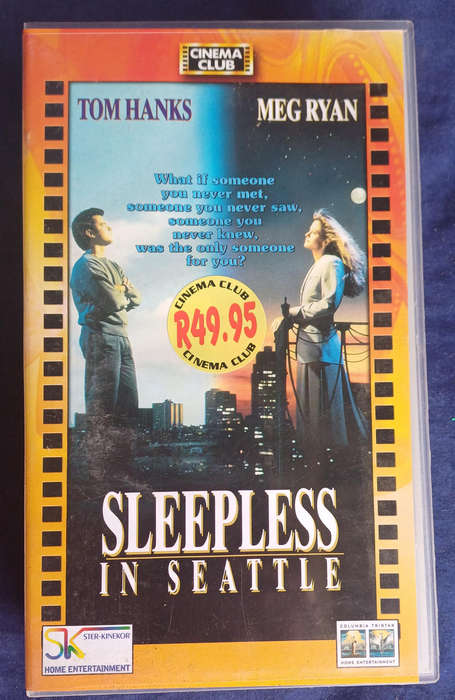 CINEMA
CLUB
TOM HANKS MEG RYAN
What if someone
you never met,
someone you never saw,
someone you
never knew,
was the only someone
for you?
CINEMA CLUB
R49.95
CINEMA CLUB
SLEEPLESS
IN SEATTLE
SK STER-KINEKOR
HOME ENTERTAINMENT
COLUMBIA TRISTAR
HOME ENTERTAINMENT